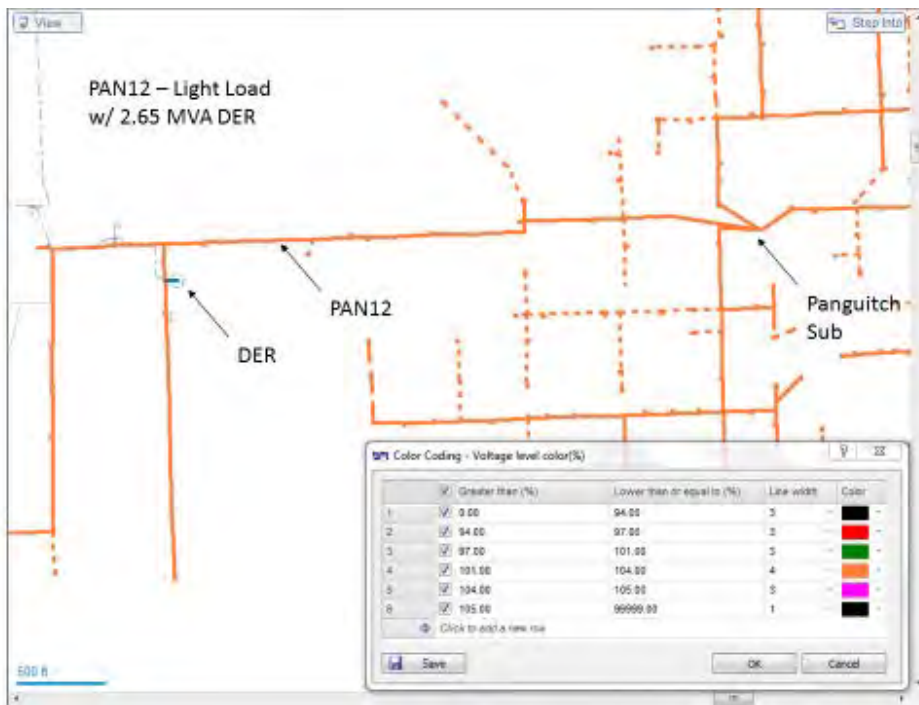 View
Step Into
PAN12 – Light Load
w/ 2.65 MVA DER
PAN12
DER
Panguitch
Sub
Color Coding - Voltage level color(%)
Greater than (%) Lower than or equal to (%) Line width Color
1 0.00 94.00 3
2 94.00 97.00 3
3 97.00 101.00 3
4 101.00 104.00 4
5 104.00 105.00 3
6 105.00 99999.00 1
Click to add a new row
Save OK Cancel
500 ft